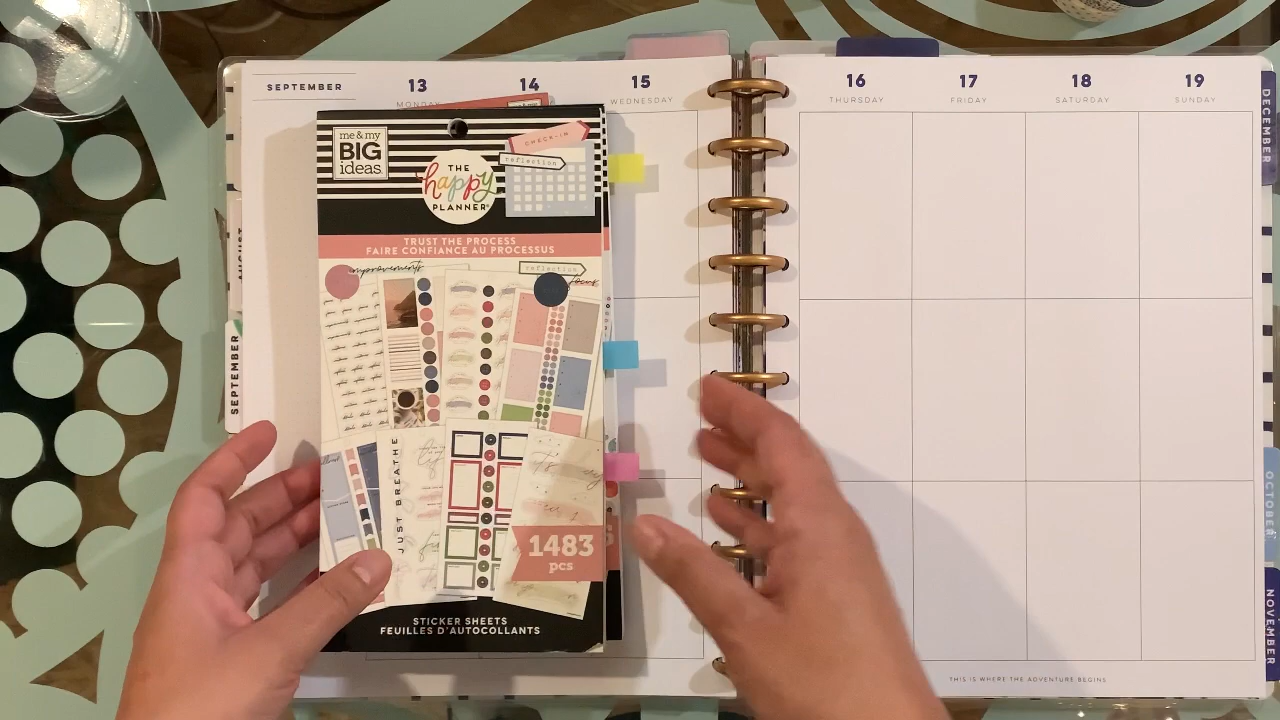 SEPTEMBER
13
14
15
MONDAY
WEDNESDAY
16
17
18
19
THURSDAY
FRIDAY
SATURDAY
SUNDAY
me & my
BIG
ideas.
THE
happy
PLANNER
CHECK-IN
reflection
TRUST THE PROCESS
FAIRE CONFIANCE AU PROCESSUS
improvements
reflection
focus
JUST BREATHE
1483
pcs
STICKER SHEETS
FEUILLES D'AUTOCOLLANTS
AUGUST
SEPTEMBER
DECEMBER
OCTOBER
NOVEMBER
THIS IS WHERE THE ADVENTURE BEGINS